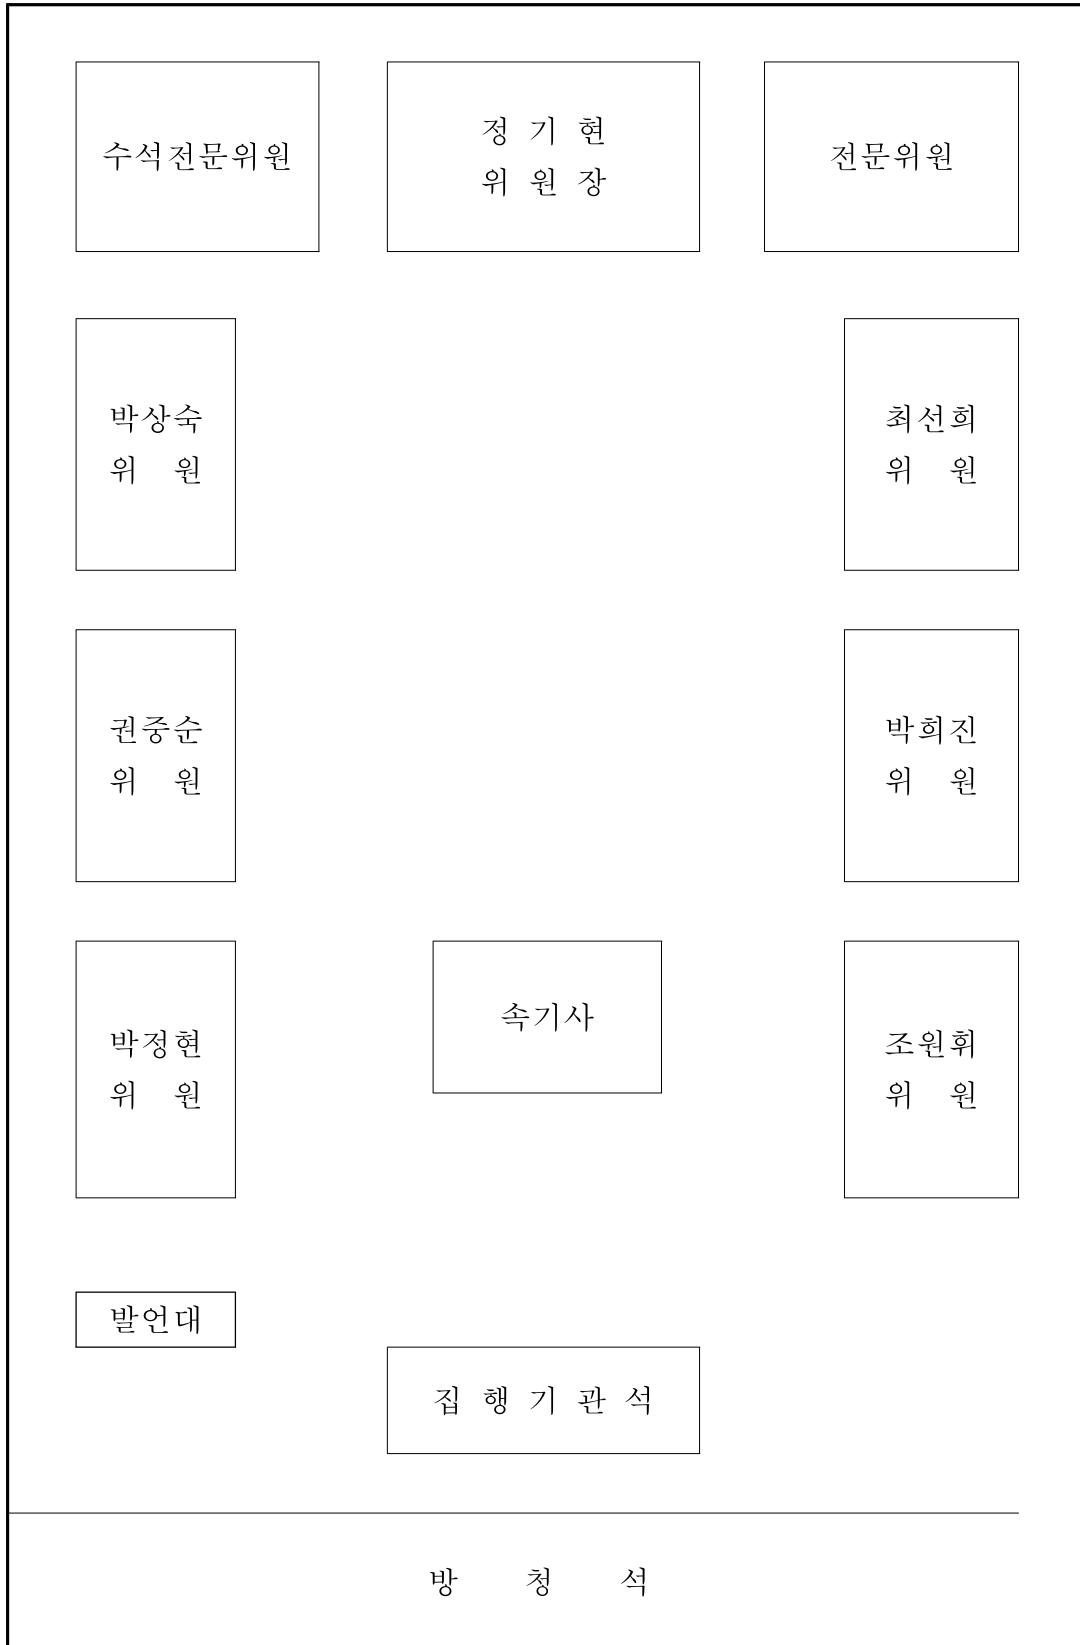 수석전문위원
정 기 현
위 원 장
전문위원
박상숙
위 원
최선희
위 원
권중순
위 원
박희진
위 원
박정현
위 원
속기사
조원휘
위 원
발언대
집 행 기 관 석
방 청 석